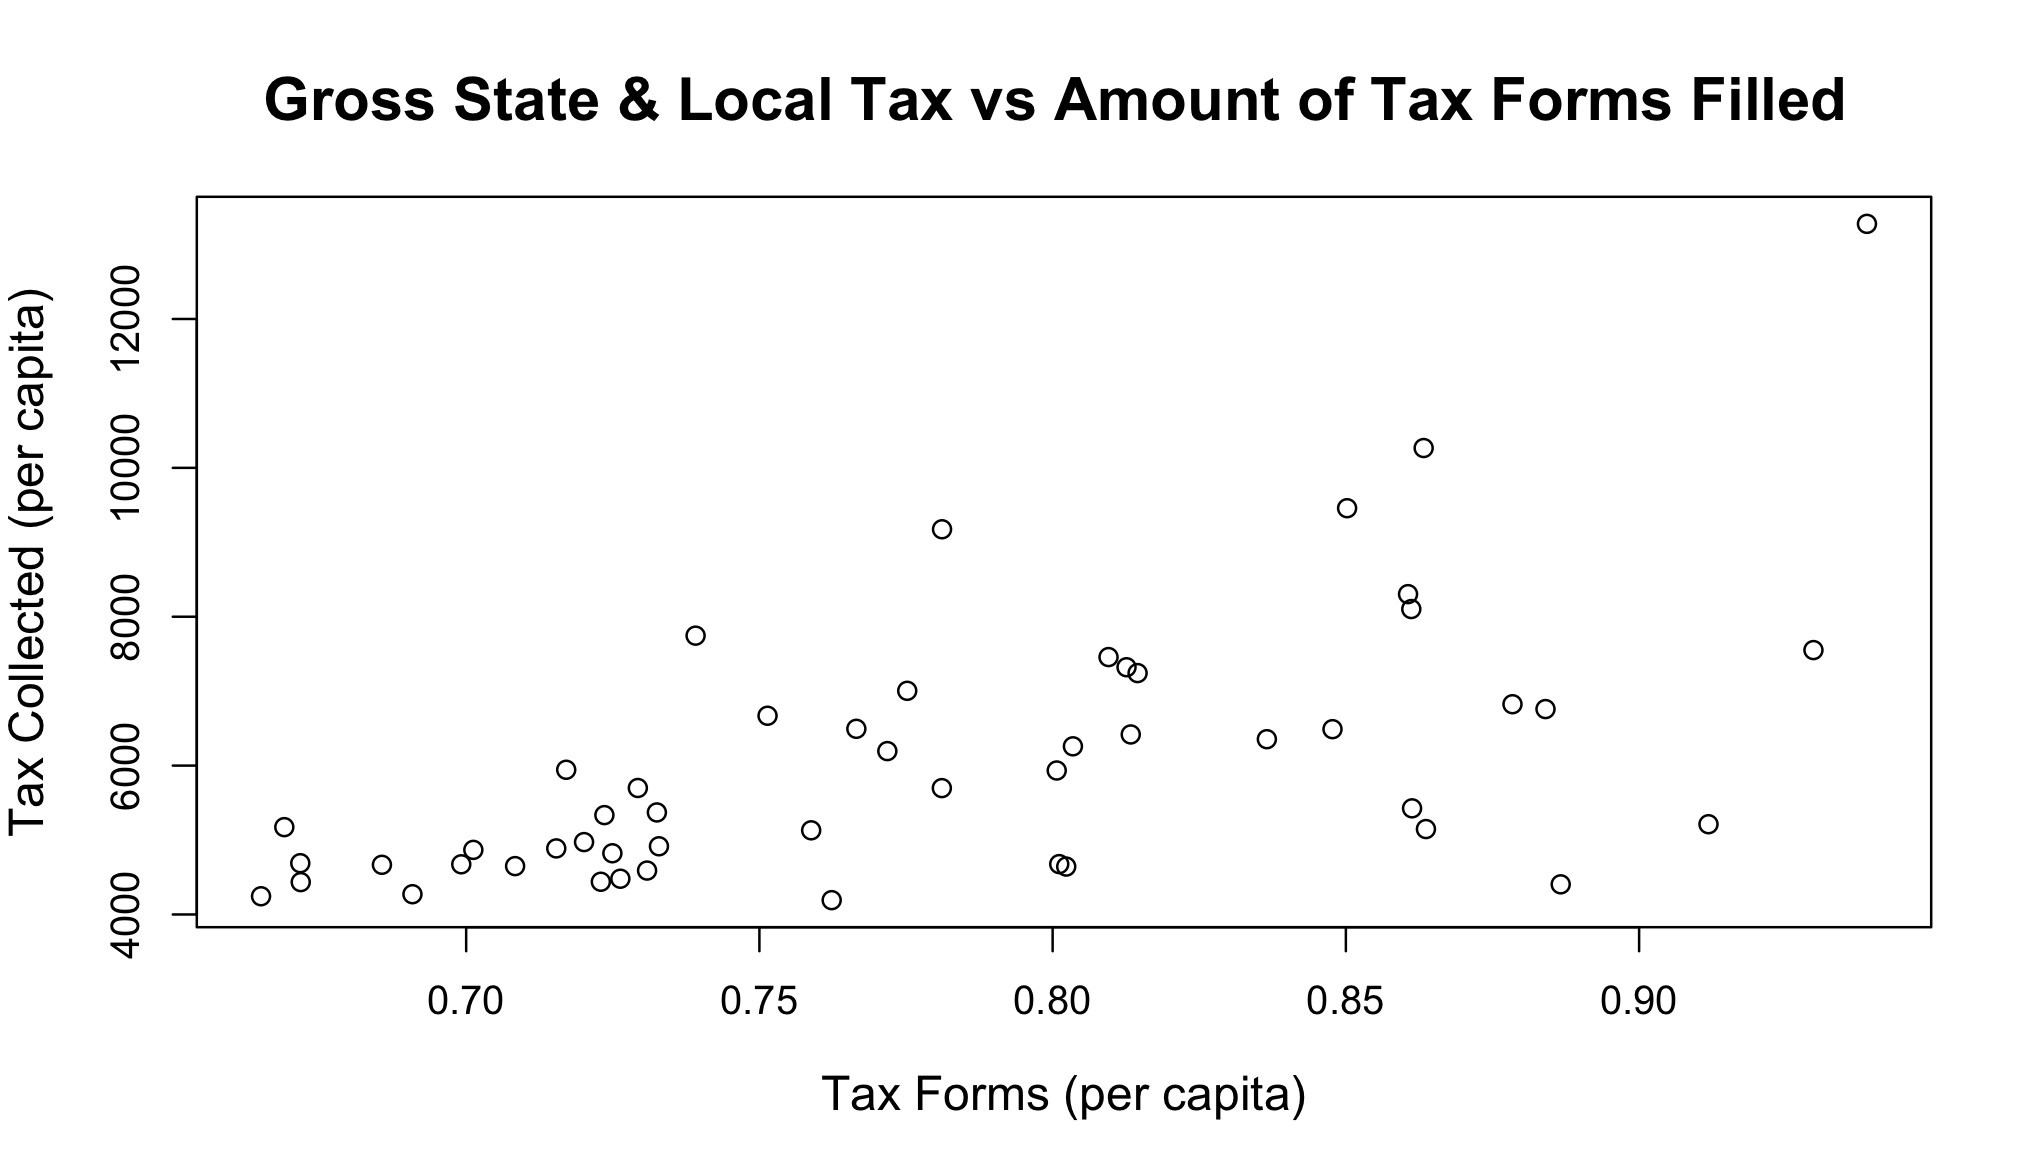 Gross State & Local Tax vs Amount of Tax Forms Filled
Tax Collected (per capita)
12000
10000
8000
6000
4000
0.70 0.75 0.80 0.85 0.90
Tax Forms (per capita)